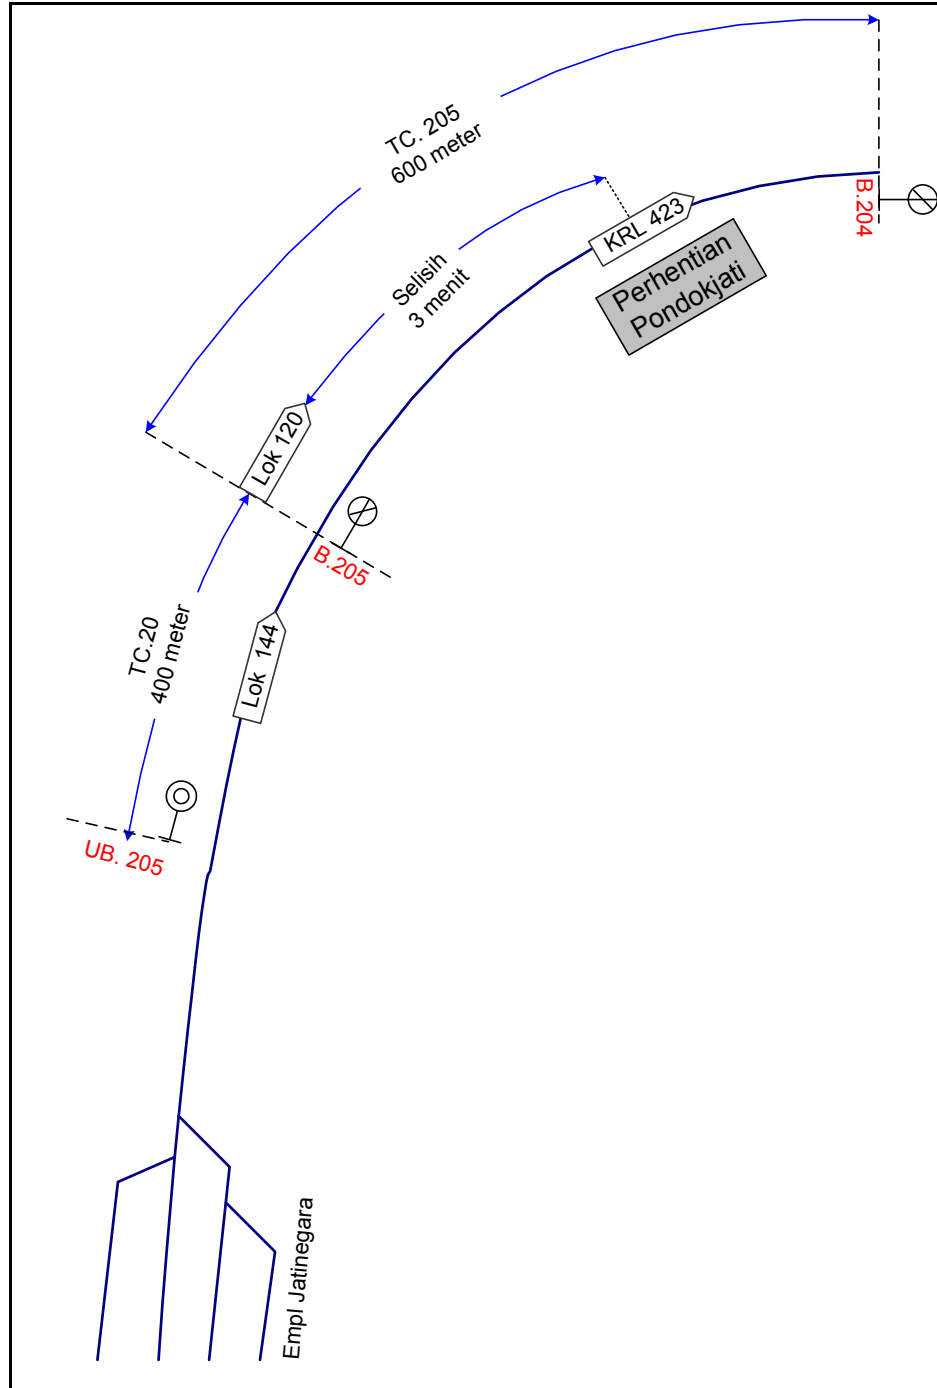 TC. 205
600 meter
B.204
KRL 423
Perhentian
Pondokjati
Selisih
3 menit
Lok 120
B.205
TC.20
400 meter
Lok  144
UB. 205
Empl Jatinegara